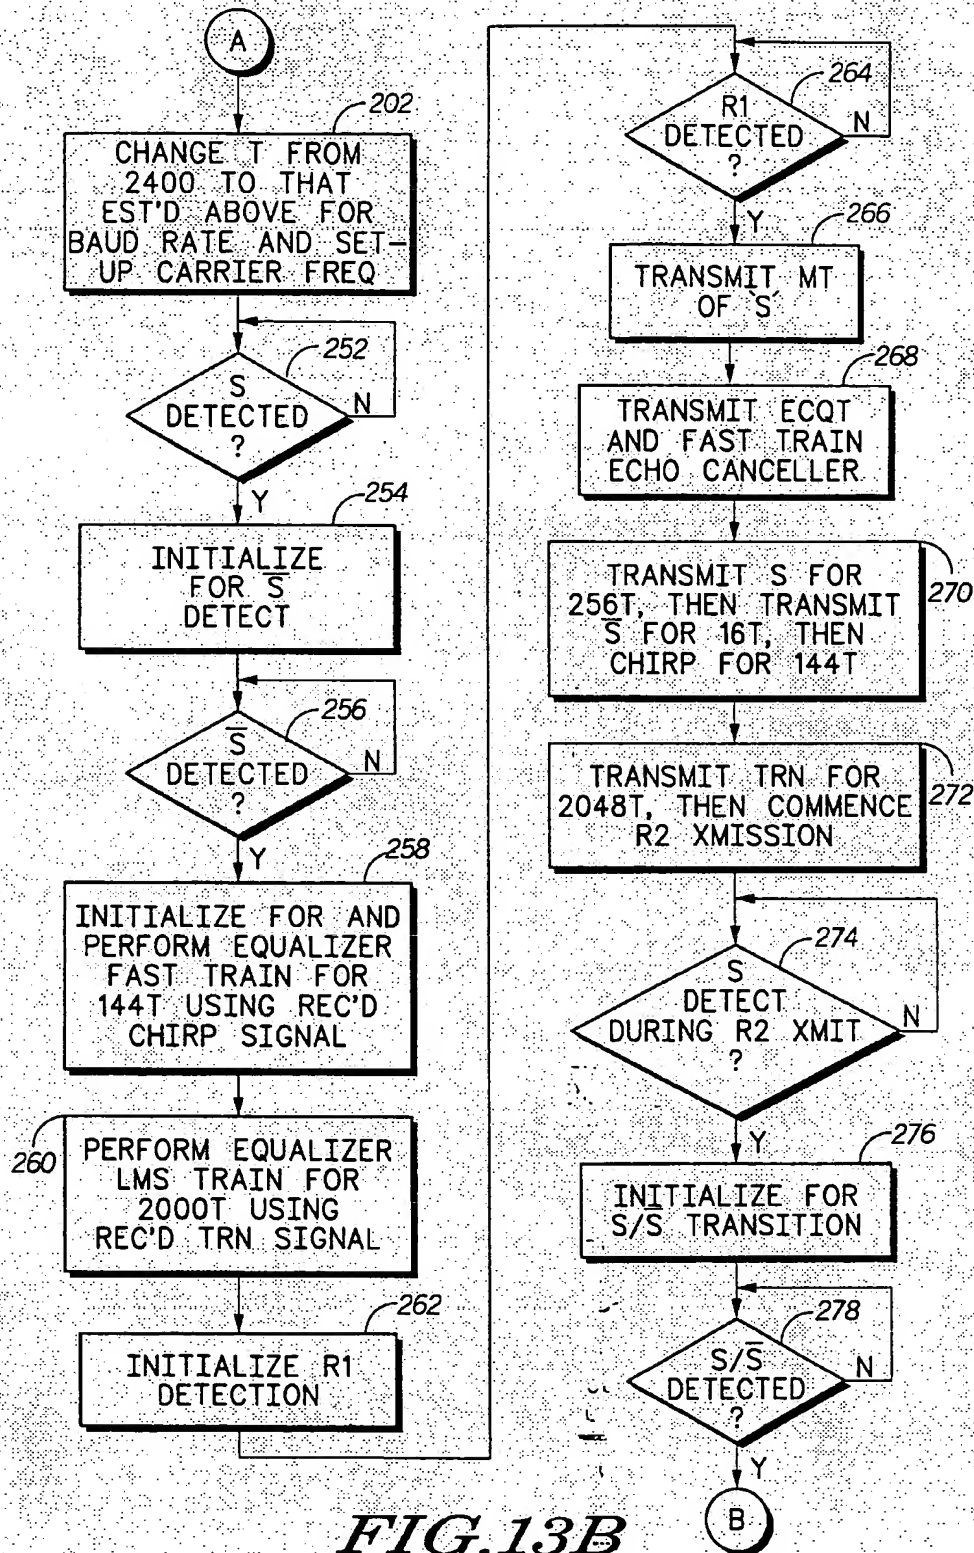 A
202
CHANGE T FROM
2400 TO THAT
EST'D ABOVE FOR
BAUD RATE AND SET-
UP CARRIER FREQ
252
S
DETECTED
?
N
Y
254
INITIALIZE
FOR S̅
DETECT
256
S̅
DETECTED
?
N
Y
258
INITIALIZE FOR AND
PERFORM EQUALIZER
FAST TRAIN FOR
144T USING REC'D
CHIRP SIGNAL
260
PERFORM EQUALIZER
LMS TRAIN FOR
2000T USING
REC'D TRN SIGNAL
262
INITIALIZE R1
DETECTION
264
R1
DETECTED
?
N
Y
266
TRANSMIT MT
OF 'S'
268
TRANSMIT ECQT
AND FAST TRAIN
ECHO CANCELLER
270
TRANSMIT S FOR
256T, THEN TRANSMIT
S̅ FOR 16T, THEN
CHIRP FOR 144T
272
TRANSMIT TRN FOR
2048T, THEN COMMENCE
R2 XMISSION
274
S
DETECT
DURING R2 XMIT
?
N
Y
276
INITIALIZE FOR
S/S̅ TRANSITION
278
S/S̅
DETECTED
?
N
Y
B
FIG.13B